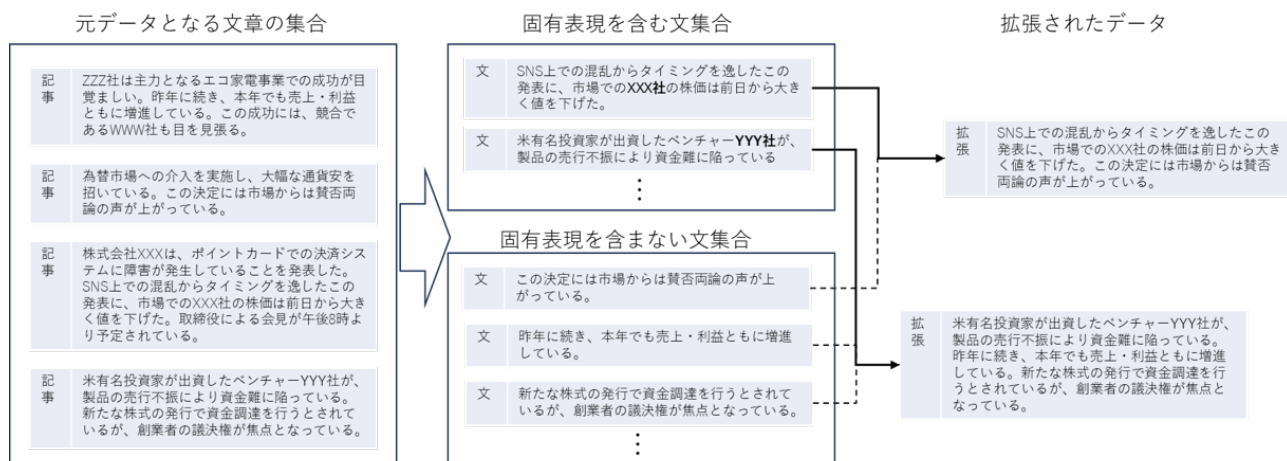 元データとなる文章の集合
記事
ZZZ社は主力となるエコ家電事業での成功が目
覚ましい。昨年に続き、本年でも売上・利益
ともに増進している。この成功には、競合で
あるWWW社も目を見張る。
記事
為替市場への介入を実施し、大幅な通貨安を
招いている。この決定には市場からは賛否両
論の声が上がっている。
記事
株式会社XXXは、ポイントカードでの決済シス
テムに障害が発生していることを発表した。
SNS上での混乱からタイミングを逸したこの
発表に、市場でのXXX社の株価は前日から大き
く値を下げた。取締役による会見が午後8時よ
り予定されている。
記事
米有名投資家が出資したベンチャーYYY社が、
製品の売行不振により資金難に陥っている。
新たな株式の発行で資金調達を行うとされて
いるが、創業者の議決権が焦点となっている。
固有表現を含む文集合
文
SNS上での混乱からタイミングを逸したこの
発表に、市場でのXXX社の株価は前日から大き
く値を下げた。
文
米有名投資家が出資したベンチャーYYY社が、
製品の売行不振により資金難に陥っている
固有表現を含まない文集合
文
この決定には市場からは賛否両論の声が上
がっている。
文
昨年に続き、本年でも売上・利益ともに増進
している。
文
新たな株式の発行で資金調達を行うとされて
いるが、創業者の議決権が焦点となっている。
拡張されたデータ
拡張
SNS上での混乱からタイミングを逸したこの
発表に、市場でのXXX社の株価は前日から大き
く値を下げた。この決定には市場からは賛否
両論の声が上がっている。
拡張
米有名投資家が出資したベンチャーYYY社が、
製品の売行不振により資金難に陥っている。
昨年に続き、本年でも売上・利益ともに増進
している。新たな株式の発行で資金調達を行
うとされているが、創業者の議決権が焦点と
なっている。